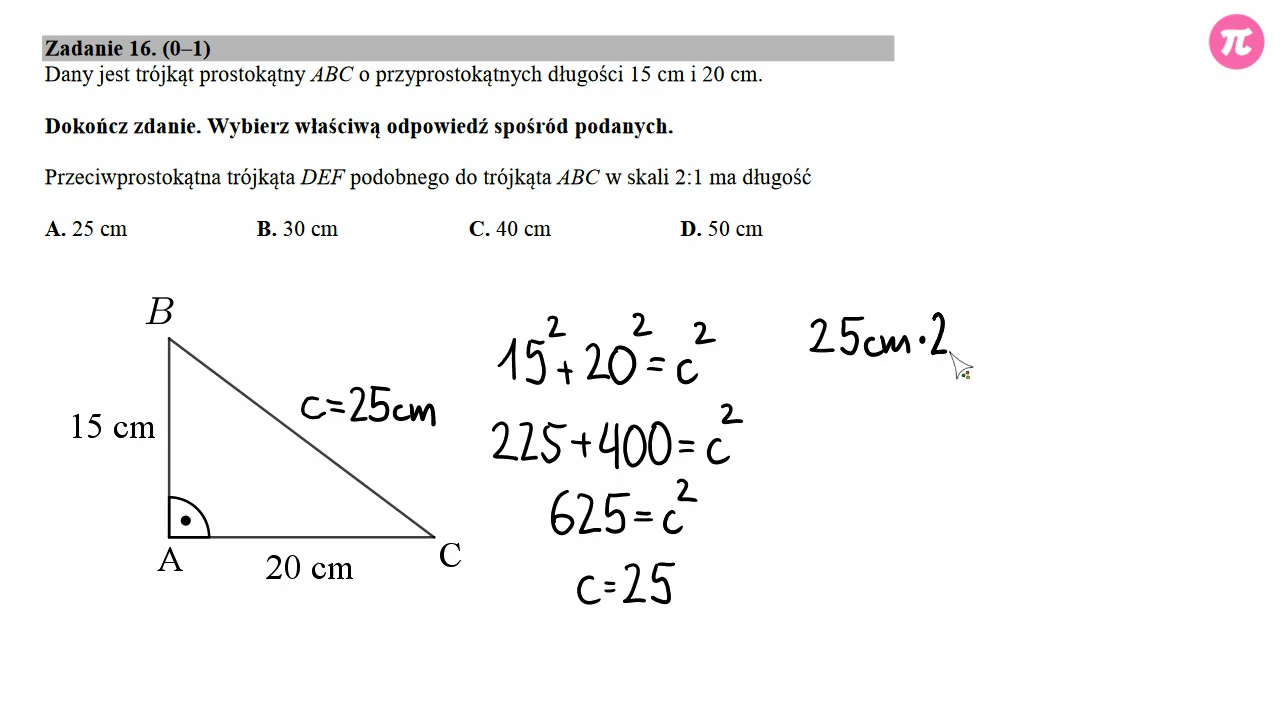 π
Zadanie 16. (0–1)
Dany jest trójkąt prostokątny ABC o przyprostokątnych długości 15 cm i 20 cm.
Dokończ zdanie. Wybierz właściwą odpowiedź spośród podanych.
Przeciwprostokątna trójkąta DEF podobnego do trójkąta ABC w skali 2:1 ma długość
A. 25 cm B. 30 cm C. 40 cm D. 50 cm
B
15 cm
c=25cm
A
20 cm
C
15²+20²=c²
225+400=c²
625=c²
c=25
25cm·2